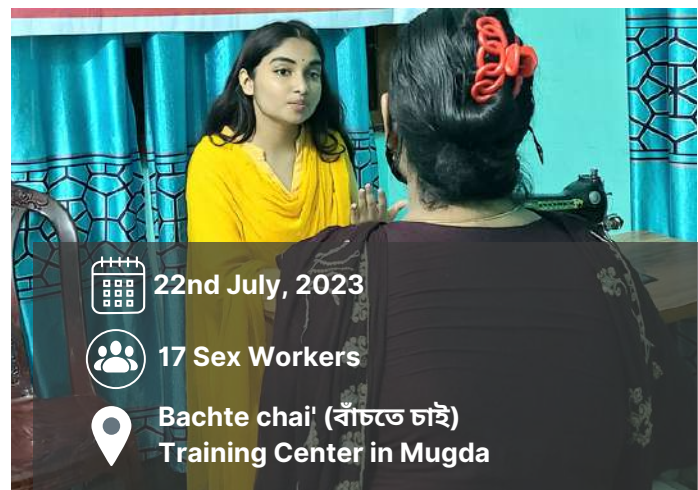 22nd July, 2023
17 Sex Workers
Bachte chai' (বাঁচতে চাই)
Training Center in Mugda